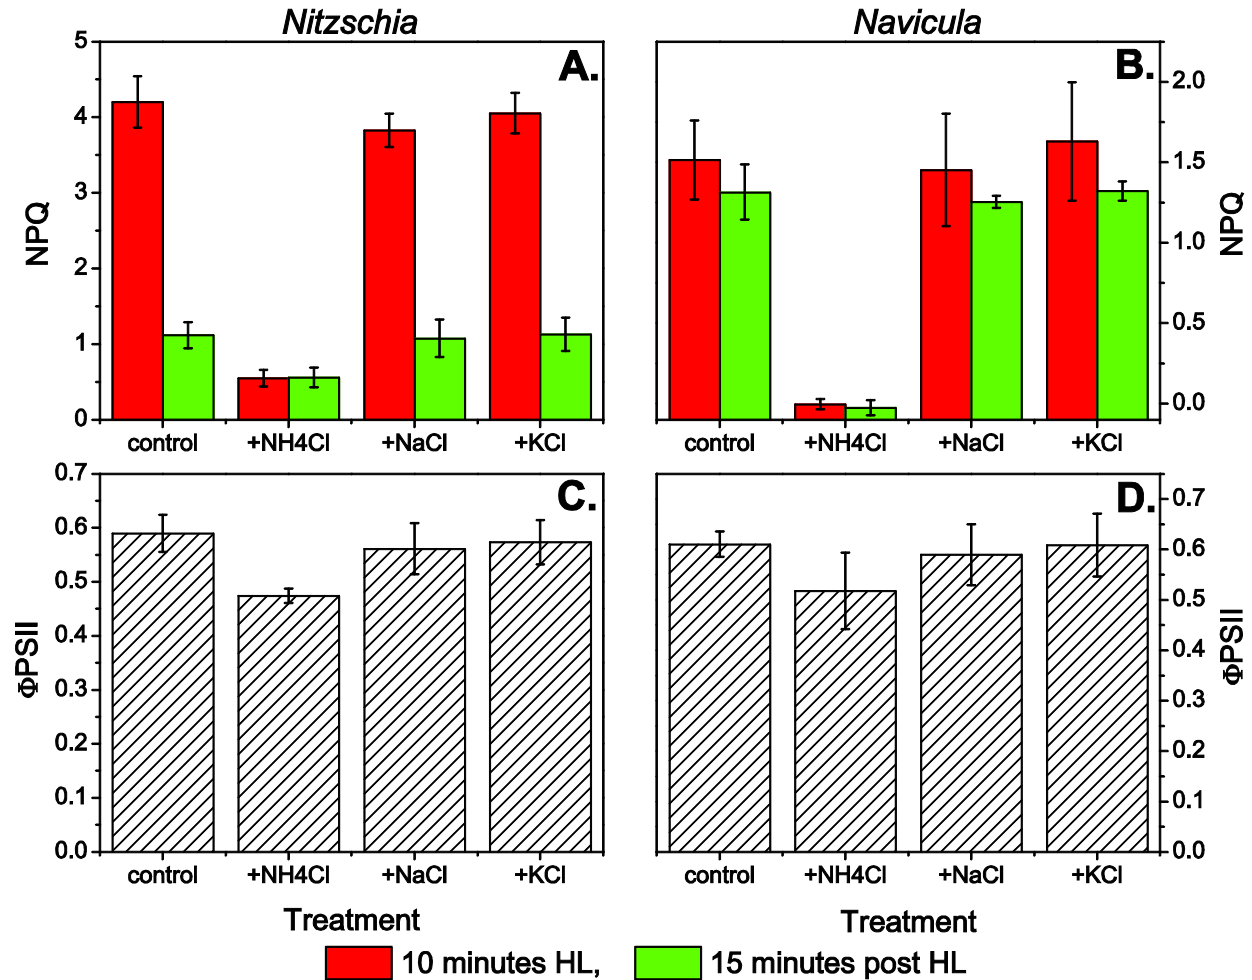 Nitzschia
Navicula
A.
5
4
3
2
1
0
NPQ
control +NH4Cl +NaCl +KCl
B.
2.0
1.5
1.0
0.5
0.0
NPQ
control +NH4Cl +NaCl +KCl
C.
0.7
0.6
0.5
0.4
0.3
0.2
0.1
0.0
ΦPSII
control +NH4Cl +NaCl +KCl
Treatment
D.
0.7
0.6
0.5
0.4
0.3
0.2
0.1
0.0
ΦPSII
control +NH4Cl +NaCl +KCl
Treatment
10 minutes HL, 15 minutes post HL